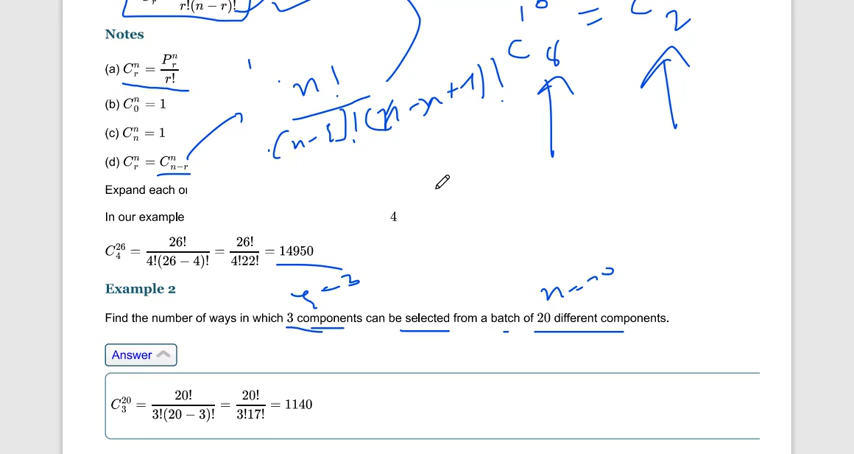 r!(n − r)!
Notes
(a) C^n_r = P^n_r / r!
(b) C^n_0 = 1
(c) C^n_n = 1
(d) C^n_r = C^n_{n−r}
n! / (n-r)!(n-n+r)!
Expand each
In our example 4
C^26_4 = 26! / 4!(26 − 4)! = 26! / 4!22! = 14950
Example 2
r = 3
Find the number of ways in which 3 components can be selected from a batch of 20 different components.
Answer
C^20_3 = 20! / 3!(20 − 3)! = 20! / 3!17! = 1140